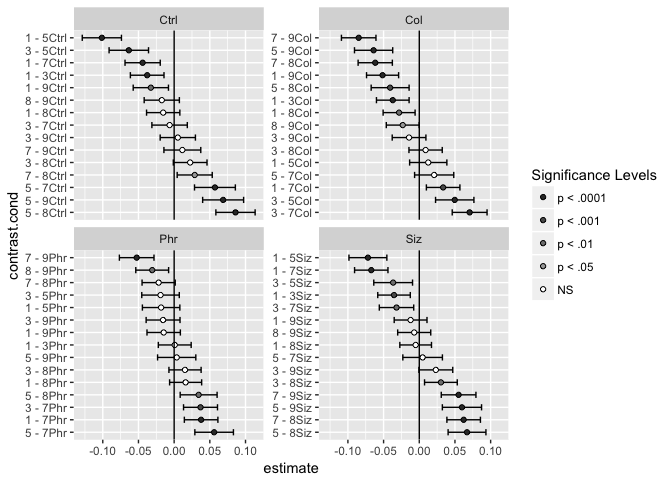 Ctrl
1 - 5Ctrl
3 - 5Ctrl
1 - 7Ctrl
1 - 3Ctrl
1 - 9Ctrl
8 - 9Ctrl
1 - 8Ctrl
3 - 7Ctrl
3 - 9Ctrl
7 - 9Ctrl
3 - 8Ctrl
7 - 8Ctrl
5 - 7Ctrl
5 - 9Ctrl
5 - 8Ctrl
Col
7 - 9Col
5 - 9Col
7 - 8Col
1 - 9Col
5 - 8Col
1 - 3Col
1 - 8Col
8 - 9Col
3 - 9Col
3 - 8Col
1 - 5Col
5 - 7Col
1 - 7Col
3 - 5Col
3 - 7Col
Phr
7 - 9Phr
8 - 9Phr
7 - 8Phr
3 - 5Phr
1 - 5Phr
3 - 9Phr
1 - 9Phr
1 - 3Phr
5 - 9Phr
3 - 8Phr
1 - 8Phr
5 - 8Phr
3 - 7Phr
1 - 7Phr
5 - 7Phr
-0.10 -0.05 0.00 0.05 0.10
Siz
1 - 5Siz
1 - 7Siz
3 - 5Siz
1 - 3Siz
3 - 7Siz
1 - 9Siz
8 - 9Siz
1 - 8Siz
5 - 7Siz
3 - 9Siz
3 - 8Siz
7 - 9Siz
5 - 9Siz
7 - 8Siz
5 - 8Siz
-0.10 -0.05 0.00 0.05 0.10
contrast.cond
estimate
Significance Levels
p < .0001
p < .001
p < .01
p < .05
NS